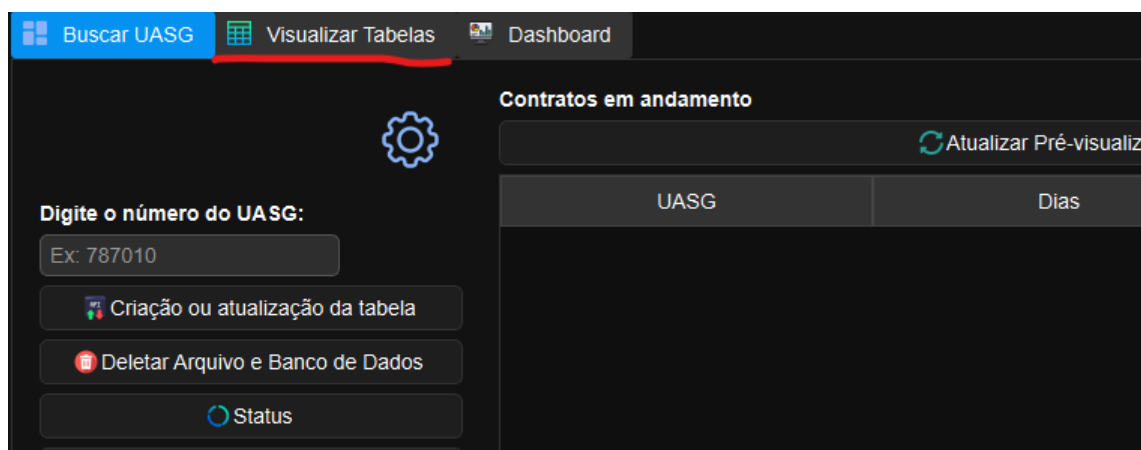 Buscar UASG
Visualizar Tabelas
Dashboard
Contratos em andamento
Atualizar Pré-visualiz
UASG
Dias
Digite o número do UASG:
Ex: 787010
Criação ou atualização da tabela
Deletar Arquivo e Banco de Dados
Status